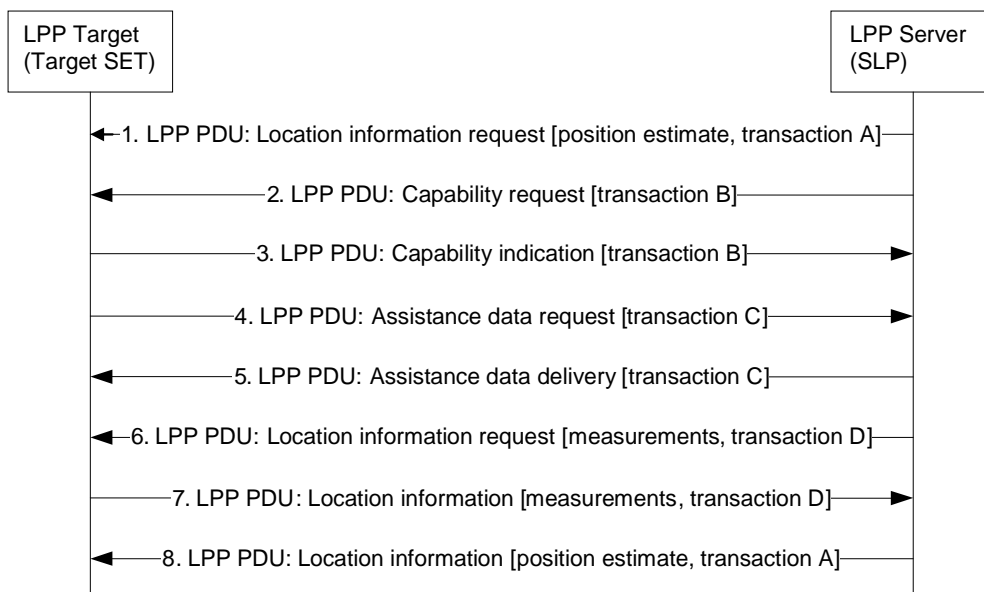 LPP Target
(Target SET)
LPP Server
(SLP)
1. LPP PDU: Location information request [position estimate, transaction A]
2. LPP PDU: Capability request [transaction B]
3. LPP PDU: Capability indication [transaction B]
4. LPP PDU: Assistance data request [transaction C]
5. LPP PDU: Assistance data delivery [transaction C]
6. LPP PDU: Location information request [measurements, transaction D]
7. LPP PDU: Location information [measurements, transaction D]
8. LPP PDU: Location information [position estimate, transaction A]